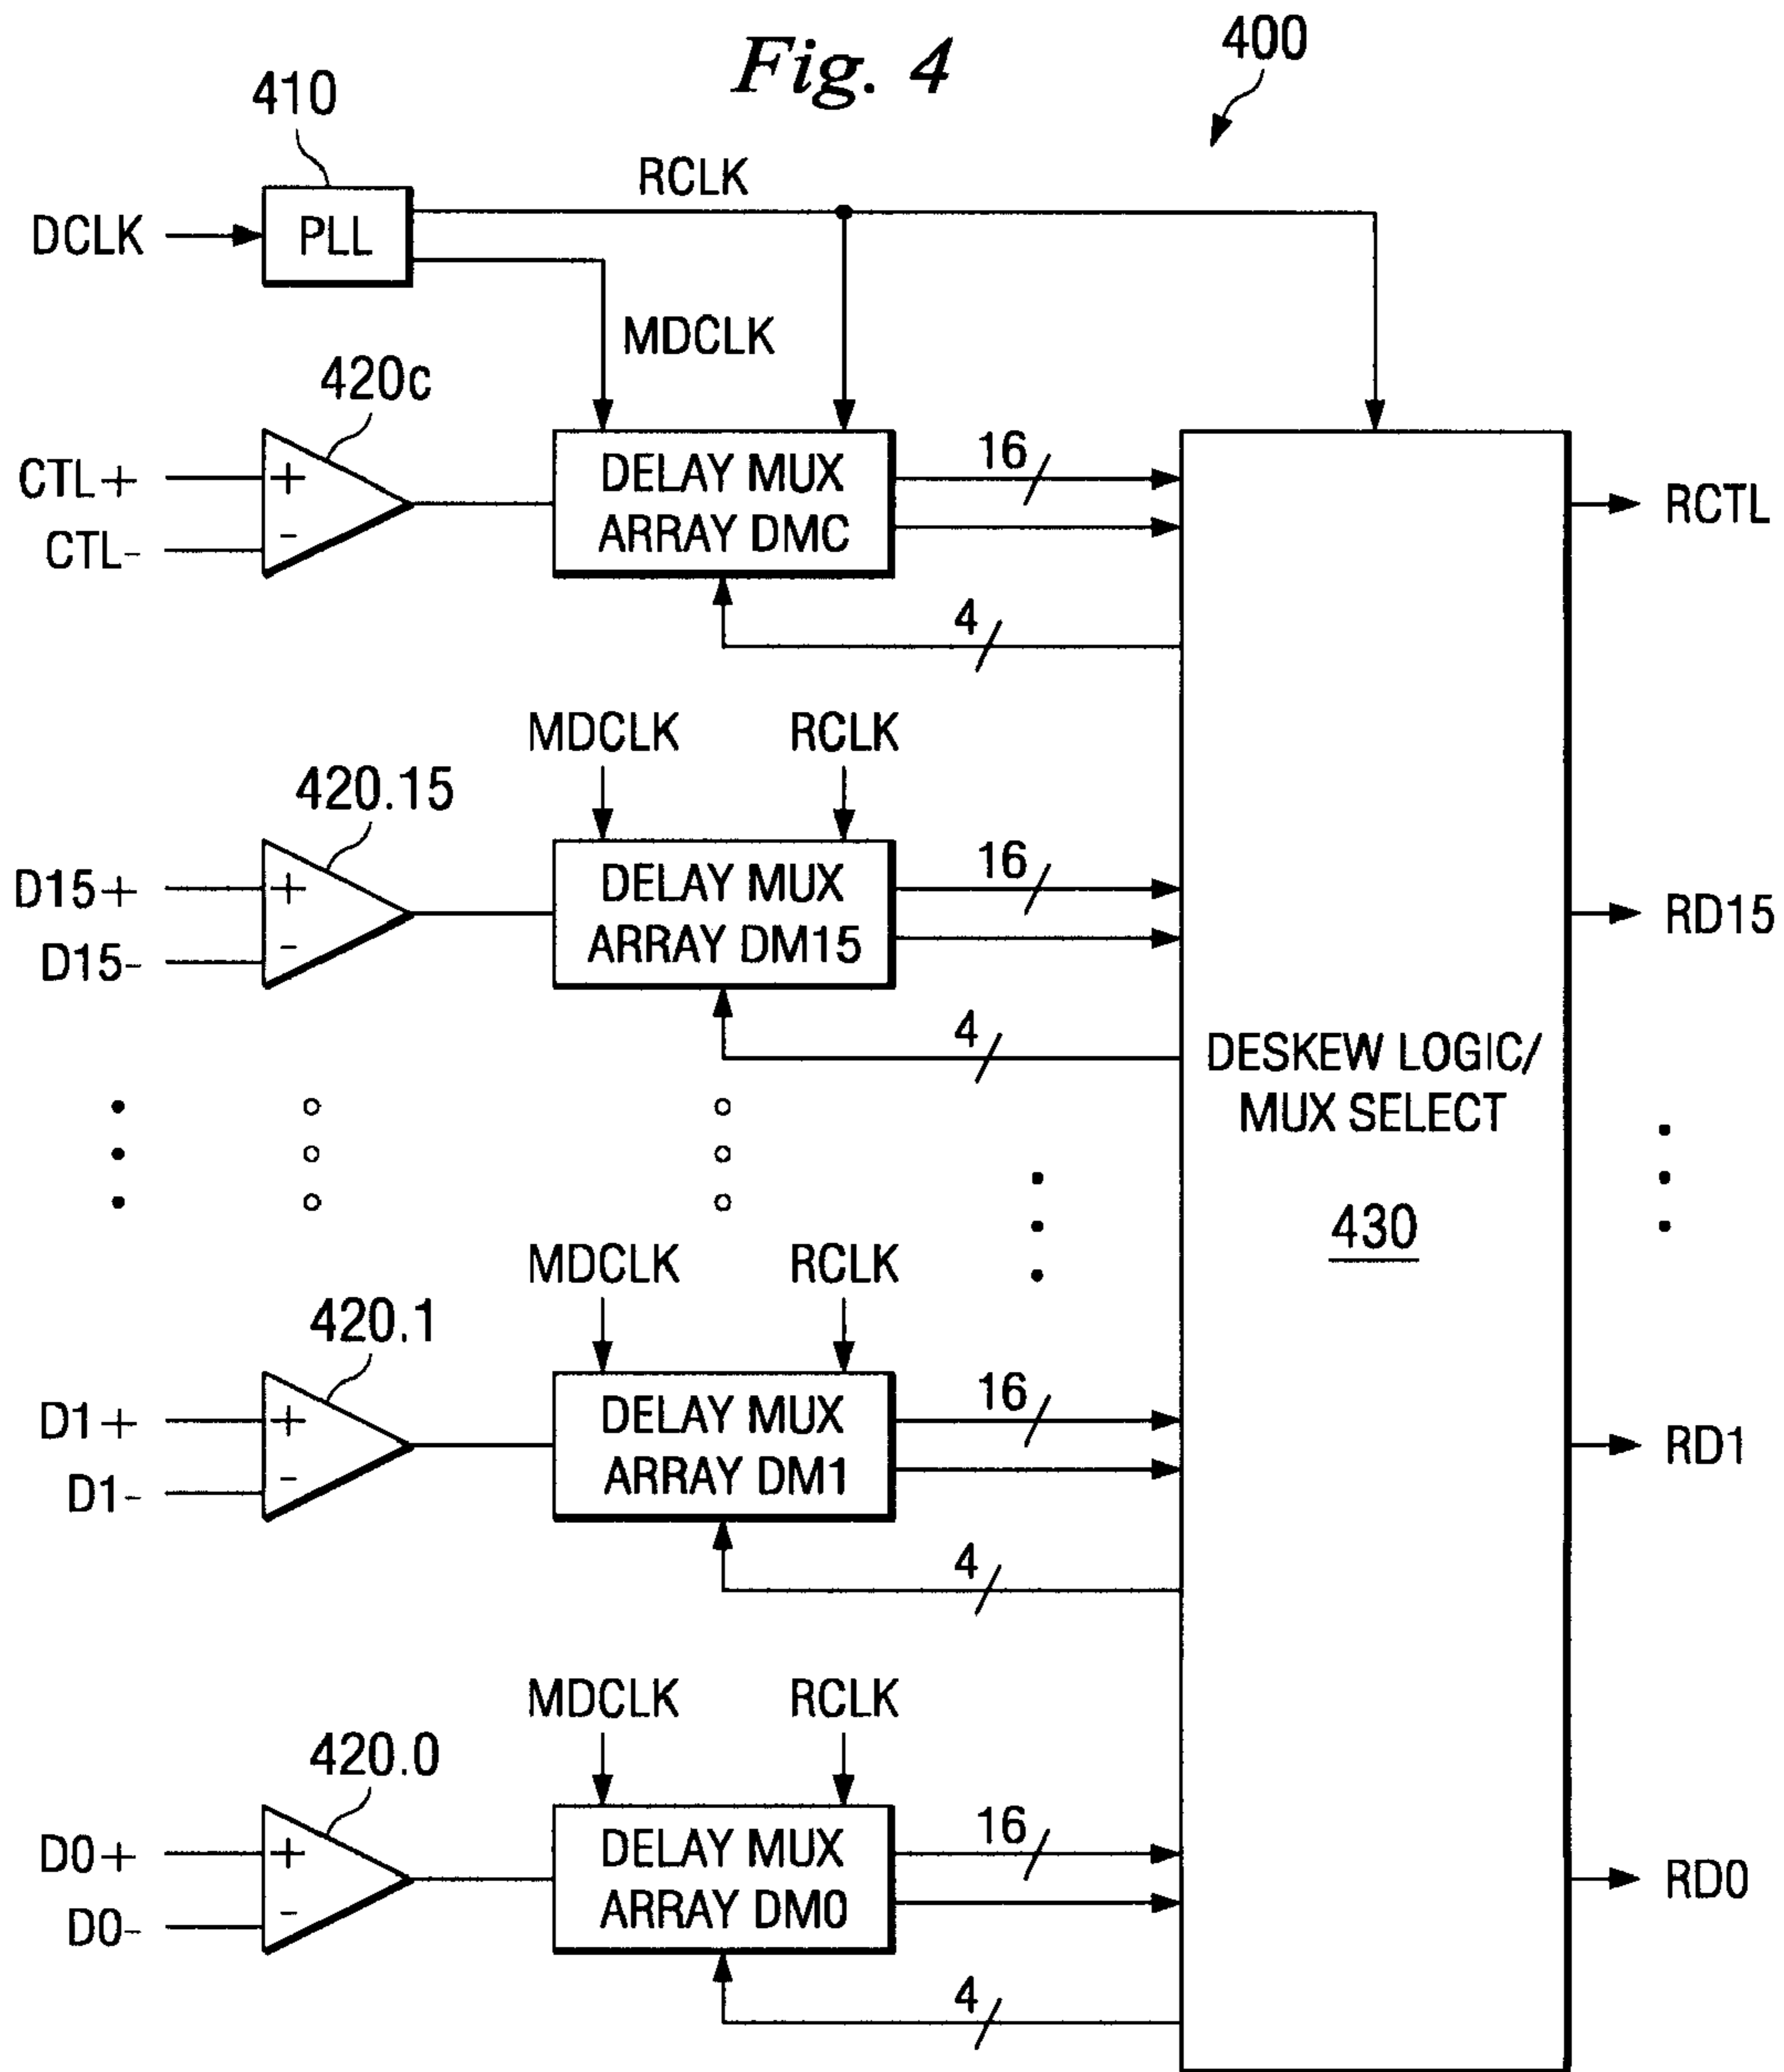 Fig. 4
400
410
RCLK
DCLK
PLL
MDCLK
420c
CTL+
+
CTL-
-
DELAY MUX
ARRAY DMC
16
4
RCTL
MDCLK
RCLK
420.15
D15+
+
D15-
-
DELAY MUX
ARRAY DM15
16
4
RD15
DESKEW LOGIC/
MUX SELECT
430
MDCLK
RCLK
420.1
D1+
+
D1-
-
DELAY MUX
ARRAY DM1
16
4
RD1
MDCLK
RCLK
420.0
D0+
+
D0-
-
DELAY MUX
ARRAY DM0
16
4
RD0